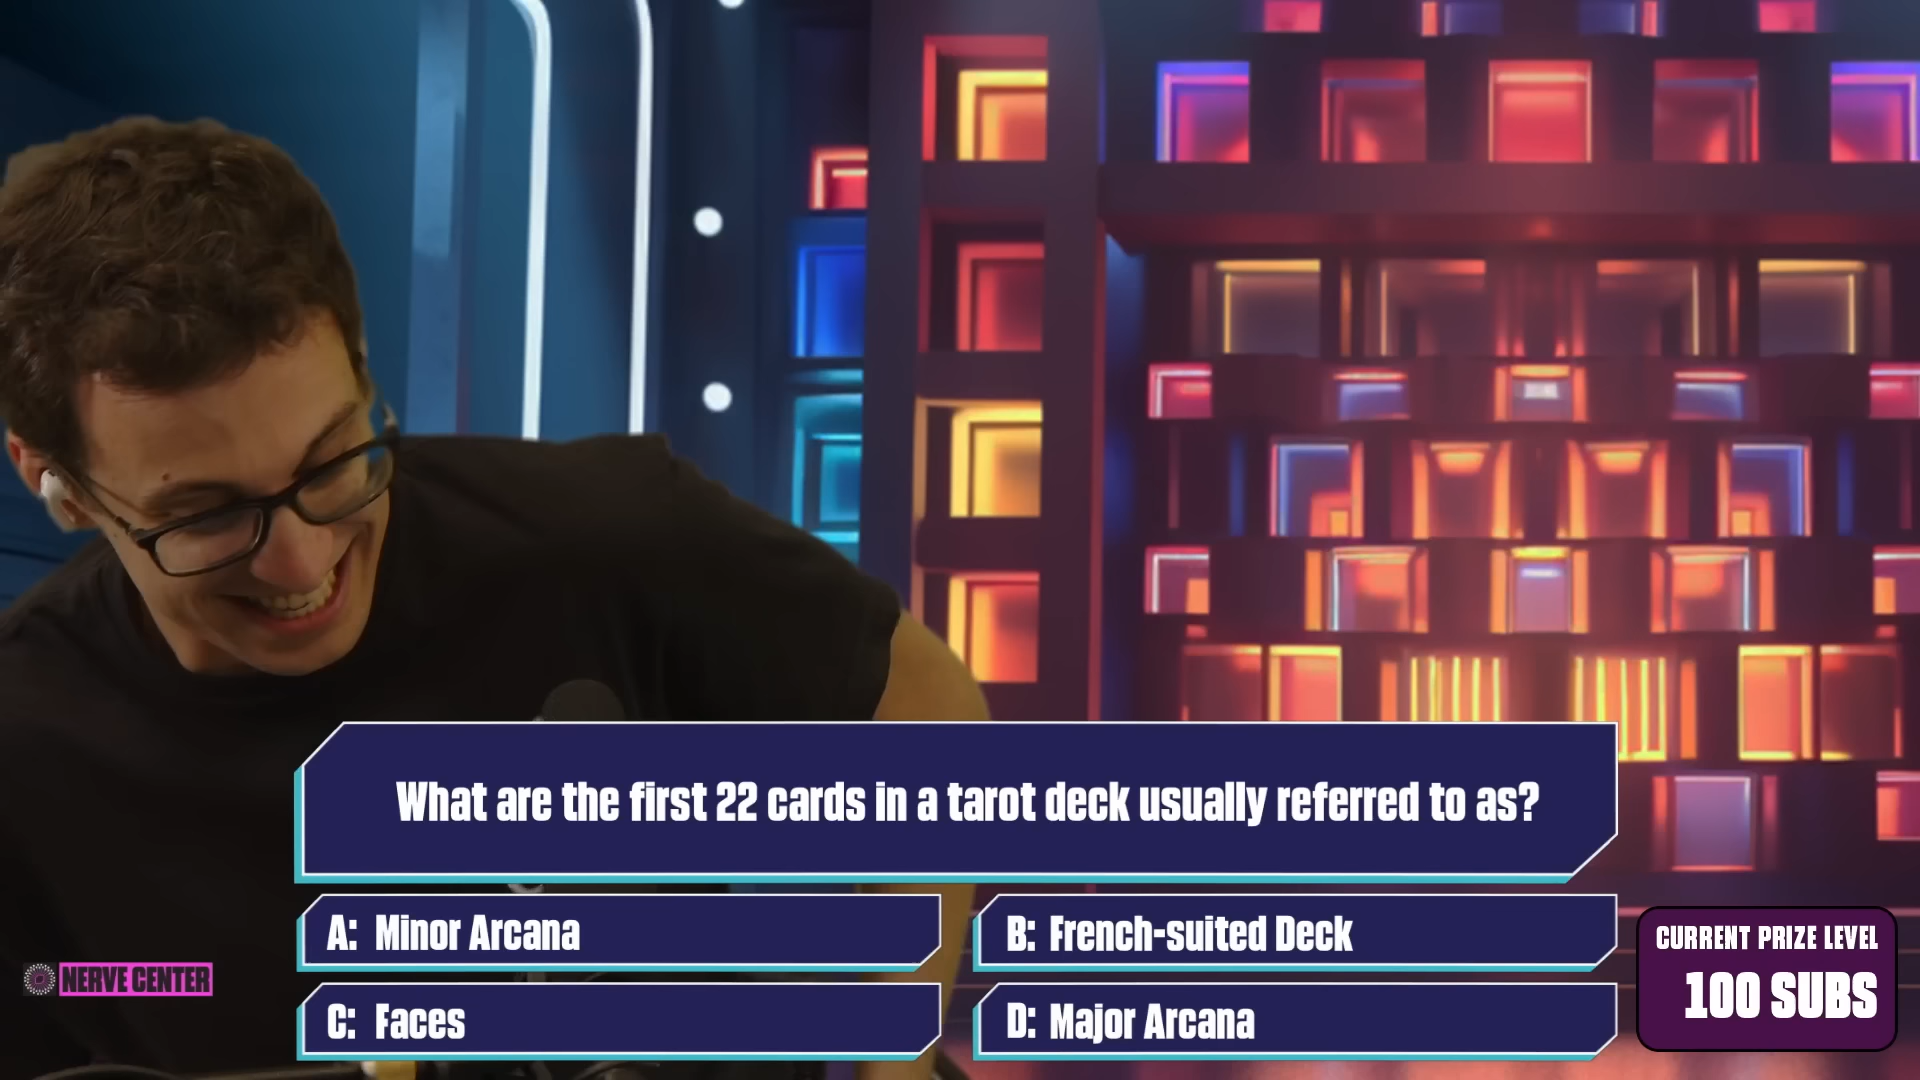 What are the first 22 cards in a tarot deck usually referred to as?
A: Minor Arcana
B: French-suited Deck
C: Faces
D: Major Arcana
CURRENT PRIZE LEVEL
100 SUBS
NERVE CENTER